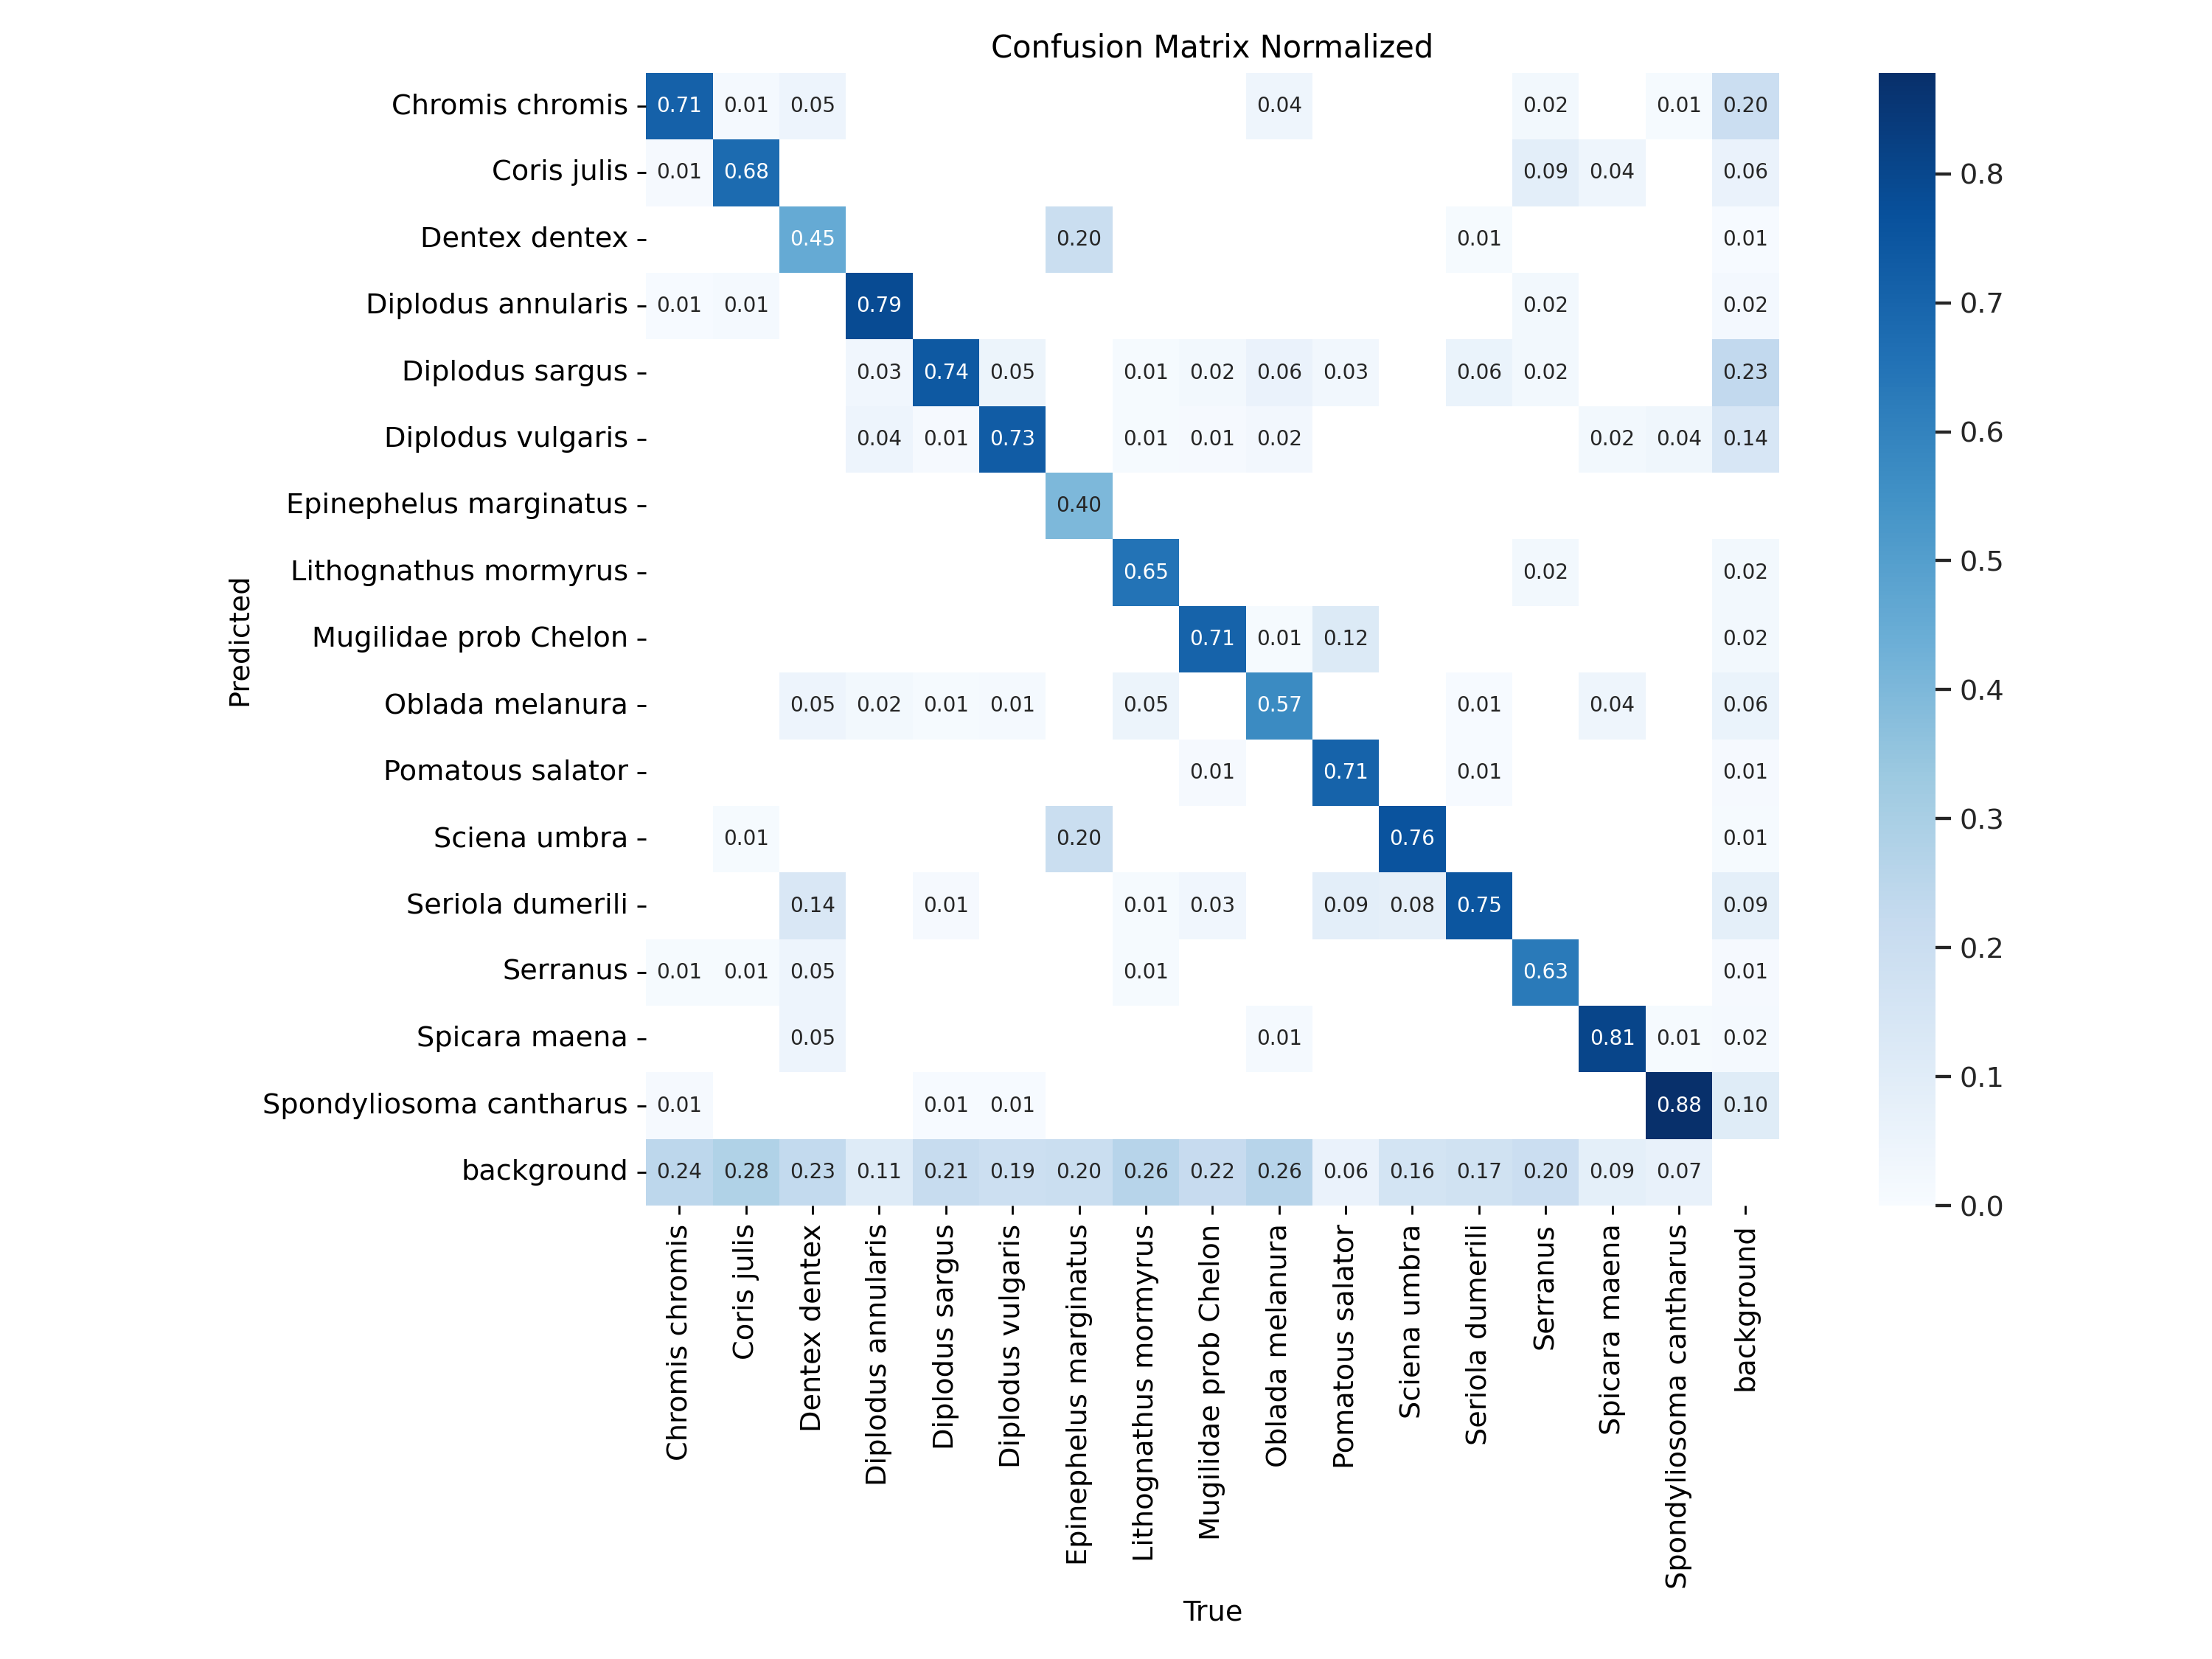 Confusion Matrix Normalized
Chromis chromis 0.71 0.01 0.05 0.04 0.02 0.01 0.20
Coris julis 0.01 0.68 0.09 0.04 0.06
Dentex dentex 0.45 0.20 0.01 0.01
Diplodus annularis 0.01 0.01 0.79 0.02 0.02
Diplodus sargus 0.03 0.74 0.05 0.01 0.02 0.06 0.03 0.06 0.02 0.23
Diplodus vulgaris 0.04 0.01 0.73 0.01 0.01 0.02 0.02 0.04 0.14
Epinephelus marginatus 0.40
Lithognathus mormyrus 0.65 0.02 0.02
Mugilidae prob Chelon 0.71 0.01 0.12 0.02
Oblada melanura 0.05 0.02 0.01 0.01 0.05 0.57 0.01 0.04 0.06
Pomatous salator 0.01 0.71 0.01 0.01
Sciena umbra 0.01 0.20 0.76 0.01
Seriola dumerili 0.14 0.01 0.01 0.03 0.09 0.08 0.75 0.09
Serranus 0.01 0.01 0.05 0.01 0.63 0.01
Spicara maena 0.05 0.01 0.81 0.01 0.02
Spondyliosoma cantharus 0.01 0.01 0.01 0.88 0.10
background 0.24 0.28 0.23 0.11 0.21 0.19 0.20 0.26 0.22 0.26 0.06 0.16 0.17 0.20 0.09 0.07
Predicted
Chromis chromis
Coris julis
Dentex dentex
Diplodus annularis
Diplodus sargus
Diplodus vulgaris
Epinephelus marginatus
Lithognathus mormyrus
Mugilidae prob Chelon
Oblada melanura
Pomatous salator
Sciena umbra
Seriola dumerili
Serranus
Spicara maena
Spondyliosoma cantharus
background
True
0.8
0.7
0.6
0.5
0.4
0.3
0.2
0.1
0.0